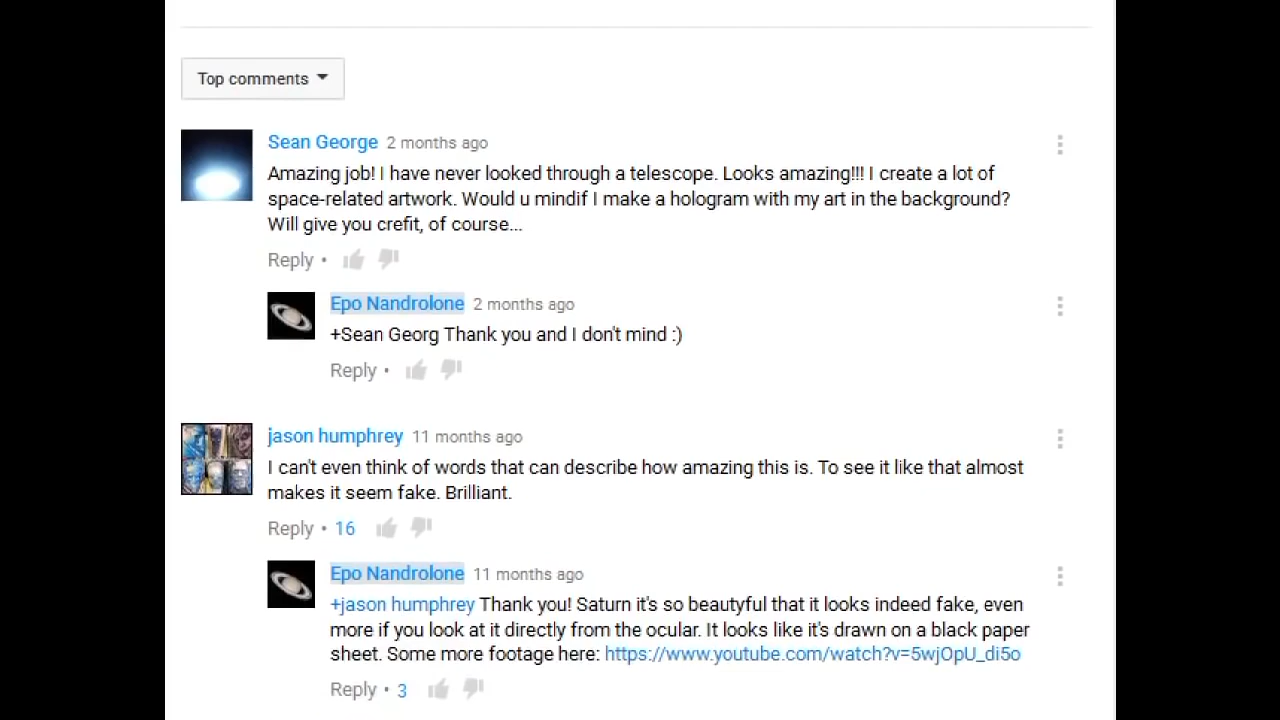 Top comments
Sean George 2 months ago
Amazing job! I have never looked through a telescope. Looks amazing!!! I create a lot of
space-related artwork. Would u mindif I make a hologram with my art in the background?
Will give you crefit, of course...
Reply •
Epo Nandrolone 2 months ago
+Sean Georg Thank you and I don't mind :)
Reply •
jason humphrey 11 months ago
I can't even think of words that can describe how amazing this is. To see it like that almost
makes it seem fake. Brilliant.
Reply • 16
Epo Nandrolone 11 months ago
+jason humphrey Thank you! Saturn it's so beautyful that it looks indeed fake, even
more if you look at it directly from the ocular. It looks like it's drawn on a black paper
sheet. Some more footage here: https://www.youtube.com/watch?v=5wjOpU_di5o
Reply • 3